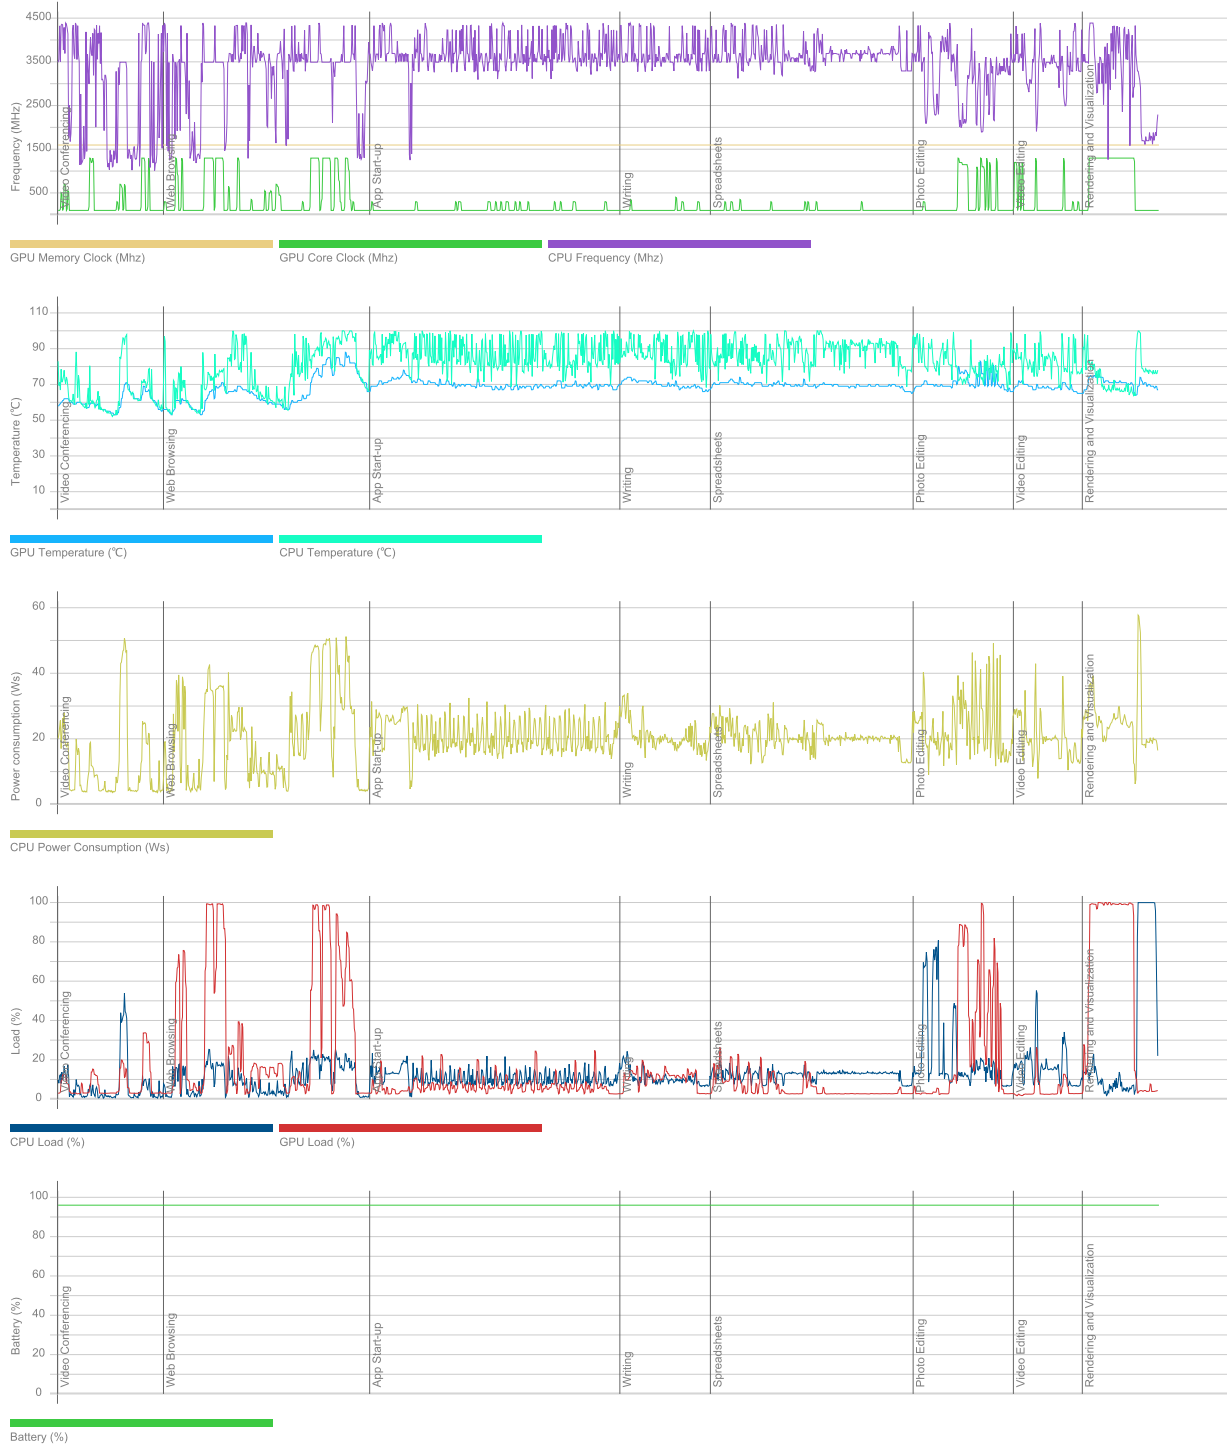 4500
3500
2500
1500
500
Frequency (MHz)
Video Conferencing
Web Browsing
App Start-up
Writing
Spreadsheets
Photo Editing
Video Editing
Rendering and Visualization
GPU Memory Clock (Mhz)
GPU Core Clock (Mhz)
CPU Frequency (Mhz)
110
90
70
50
30
10
Temperature (°C)
Video Conferencing
Web Browsing
App Start-up
Writing
Spreadsheets
Photo Editing
Video Editing
Rendering and Visualization
GPU Temperature (°C)
CPU Temperature (°C)
60
40
20
0
Power consumption (Ws)
Video Conferencing
Web Browsing
App Start-up
Writing
Spreadsheets
Photo Editing
Video Editing
Rendering and Visualization
CPU Power Consumption (Ws)
100
80
60
40
20
0
Load (%)
Video Conferencing
Web Browsing
App Start-up
Writing
Spreadsheets
Photo Editing
Video Editing
Rendering and Visualization
CPU Load (%)
GPU Load (%)
100
80
60
40
20
0
Battery (%)
Video Conferencing
Web Browsing
App Start-up
Writing
Spreadsheets
Photo Editing
Video Editing
Rendering and Visualization
Battery (%)